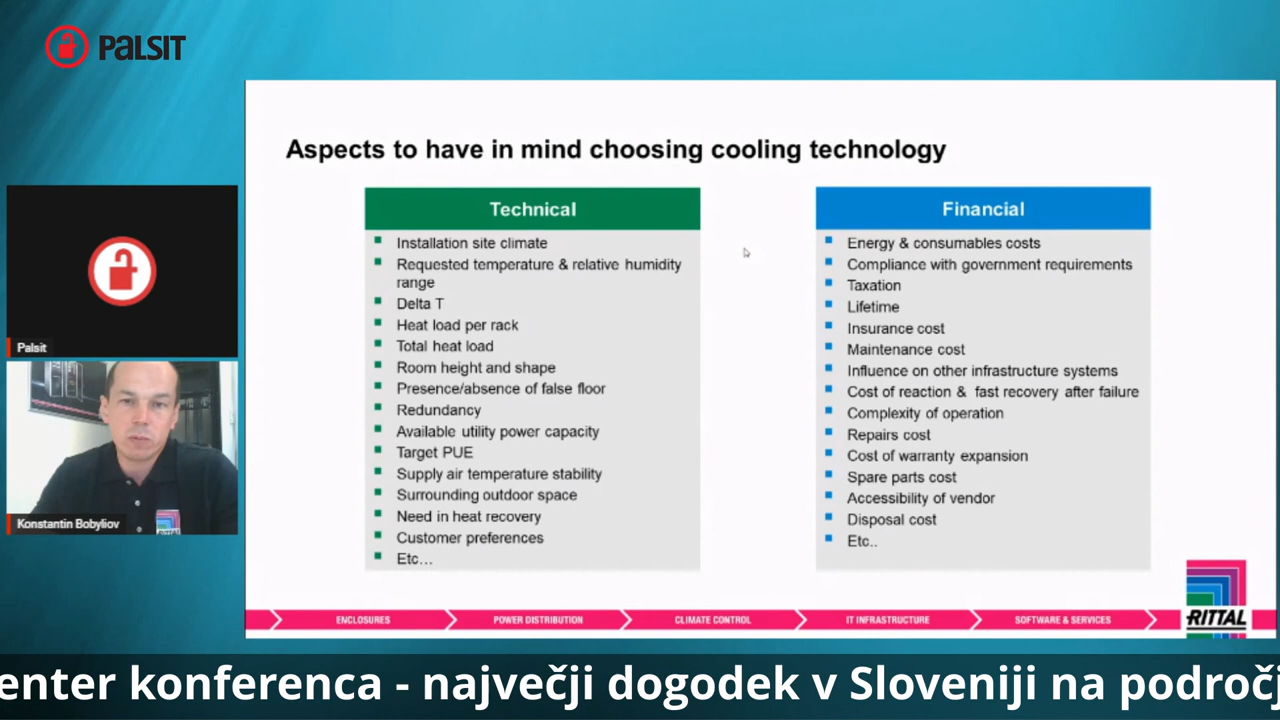 PALSIT
Aspects to have in mind choosing cooling technology
Technical
Installation site climate
Requested temperature & relative humidity
range
Delta T
Heat load per rack
Total heat load
Room height and shape
Presence/absence of false floor
Redundancy
Available utility power capacity
Target PUE
Supply air temperature stability
Surrounding outdoor space
Need in heat recovery
Customer preferences
Etc…
Financial
Energy & consumables costs
Compliance with government requirements
Taxation
Lifetime
Insurance cost
Maintenance cost
Influence on other infrastructure systems
Cost of reaction & fast recovery after failure
Complexity of operation
Repairs cost
Cost of warranty expansion
Spare parts cost
Accessibility of vendor
Disposal cost
Etc..
Palsit
Konstantin Bobyliov
ENCLOSURES
POWER DISTRIBUTION
CLIMATE CONTROL
IT INFRASTRUCTURE
SOFTWARE & SERVICES
RITTAL
enter konferenca - največji dogodek v Sloveniji na področj